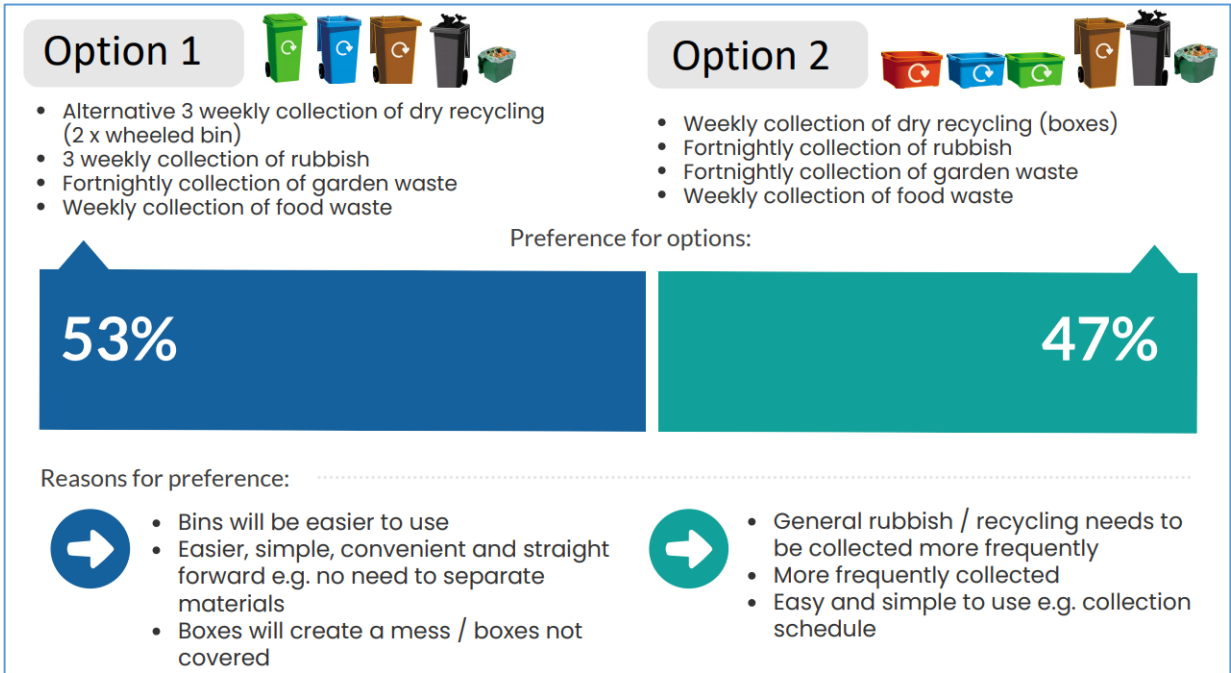 Option 1
• Alternative 3 weekly collection of dry recycling
(2 x wheeled bin)
• 3 weekly collection of rubbish
• Fortnightly collection of garden waste
• Weekly collection of food waste
Option 2
• Weekly collection of dry recycling (boxes)
• Fortnightly collection of rubbish
• Fortnightly collection of garden waste
• Weekly collection of food waste
Preference for options:
53%
47%
Reasons for preference:
• Bins will be easier to use
• Easier, simple, convenient and straight
forward e.g. no need to separate
materials
• Boxes will create a mess / boxes not
covered
• General rubbish / recycling needs to
be collected more frequently
• More frequently collected
• Easy and simple to use e.g. collection
schedule